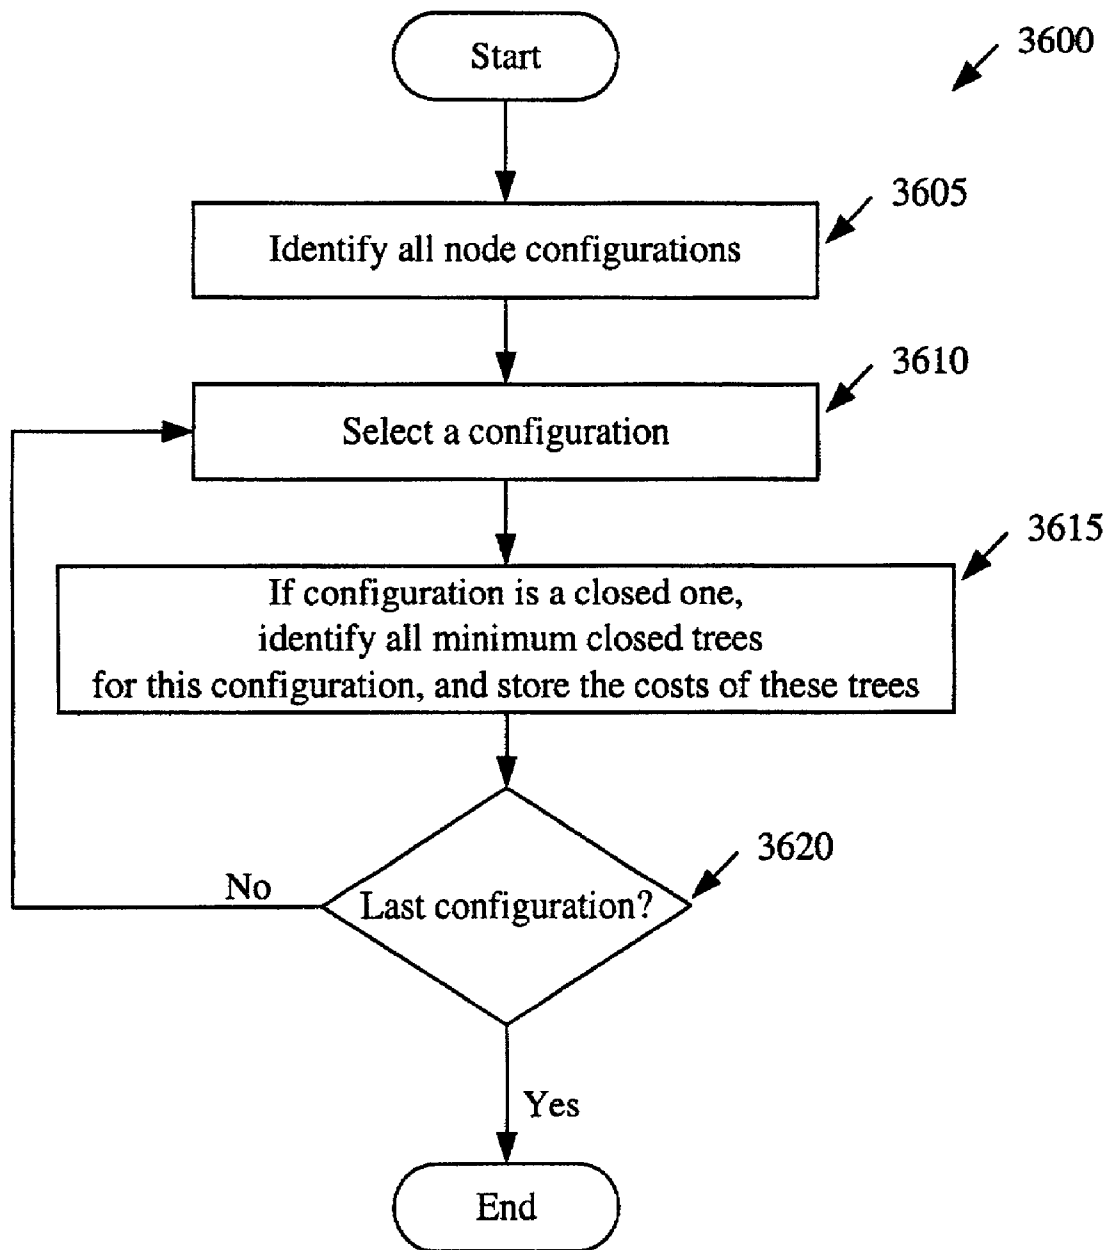 Start
3600
3605
Identify all node configurations
3610
Select a configuration
3615
If configuration is a closed one,
identify all minimum closed trees
for this configuration, and store the costs of these trees
3620
No
Last configuration?
Yes
End